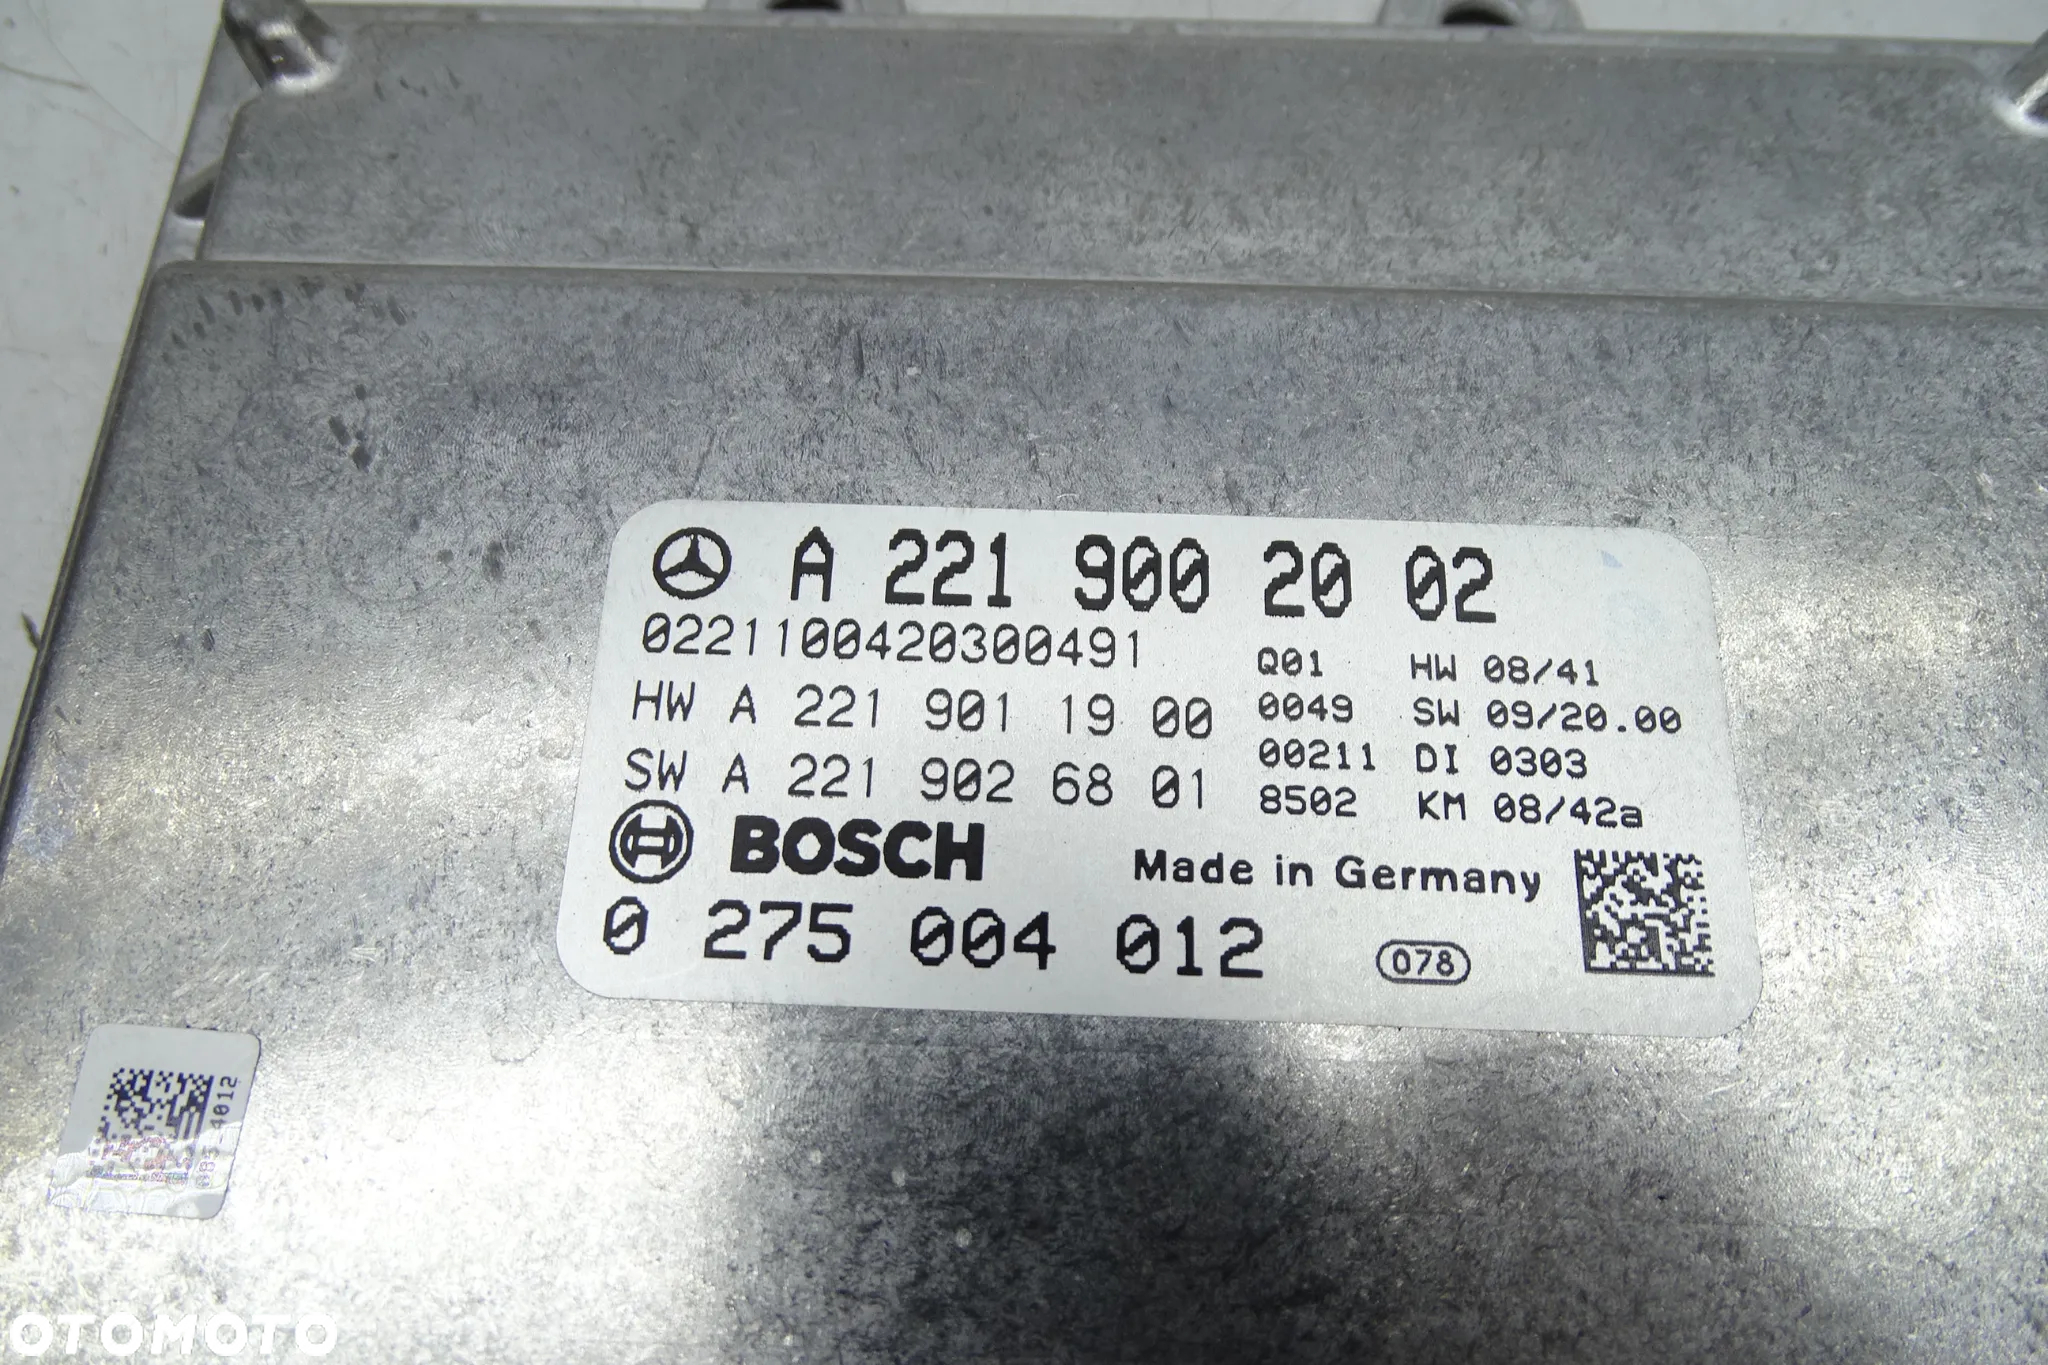 A 221 900 20 02
0221100420300491
HW A 221 901 19 00
SW A 221 902 68 01
Q01 HW 08/41
0049 SW 09/20.00
00211 DI 0303
8502 KM 08/42a
BOSCH
Made in Germany
0 275 004 012
078
4012
OTOMOTO